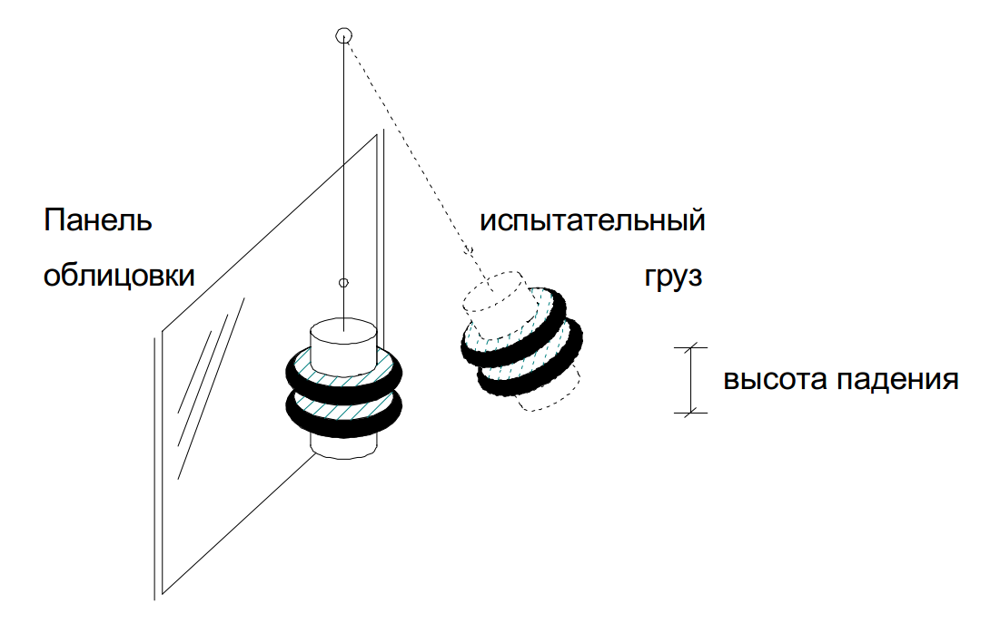 Панель
облицовки
испытательный
груз
высота падения